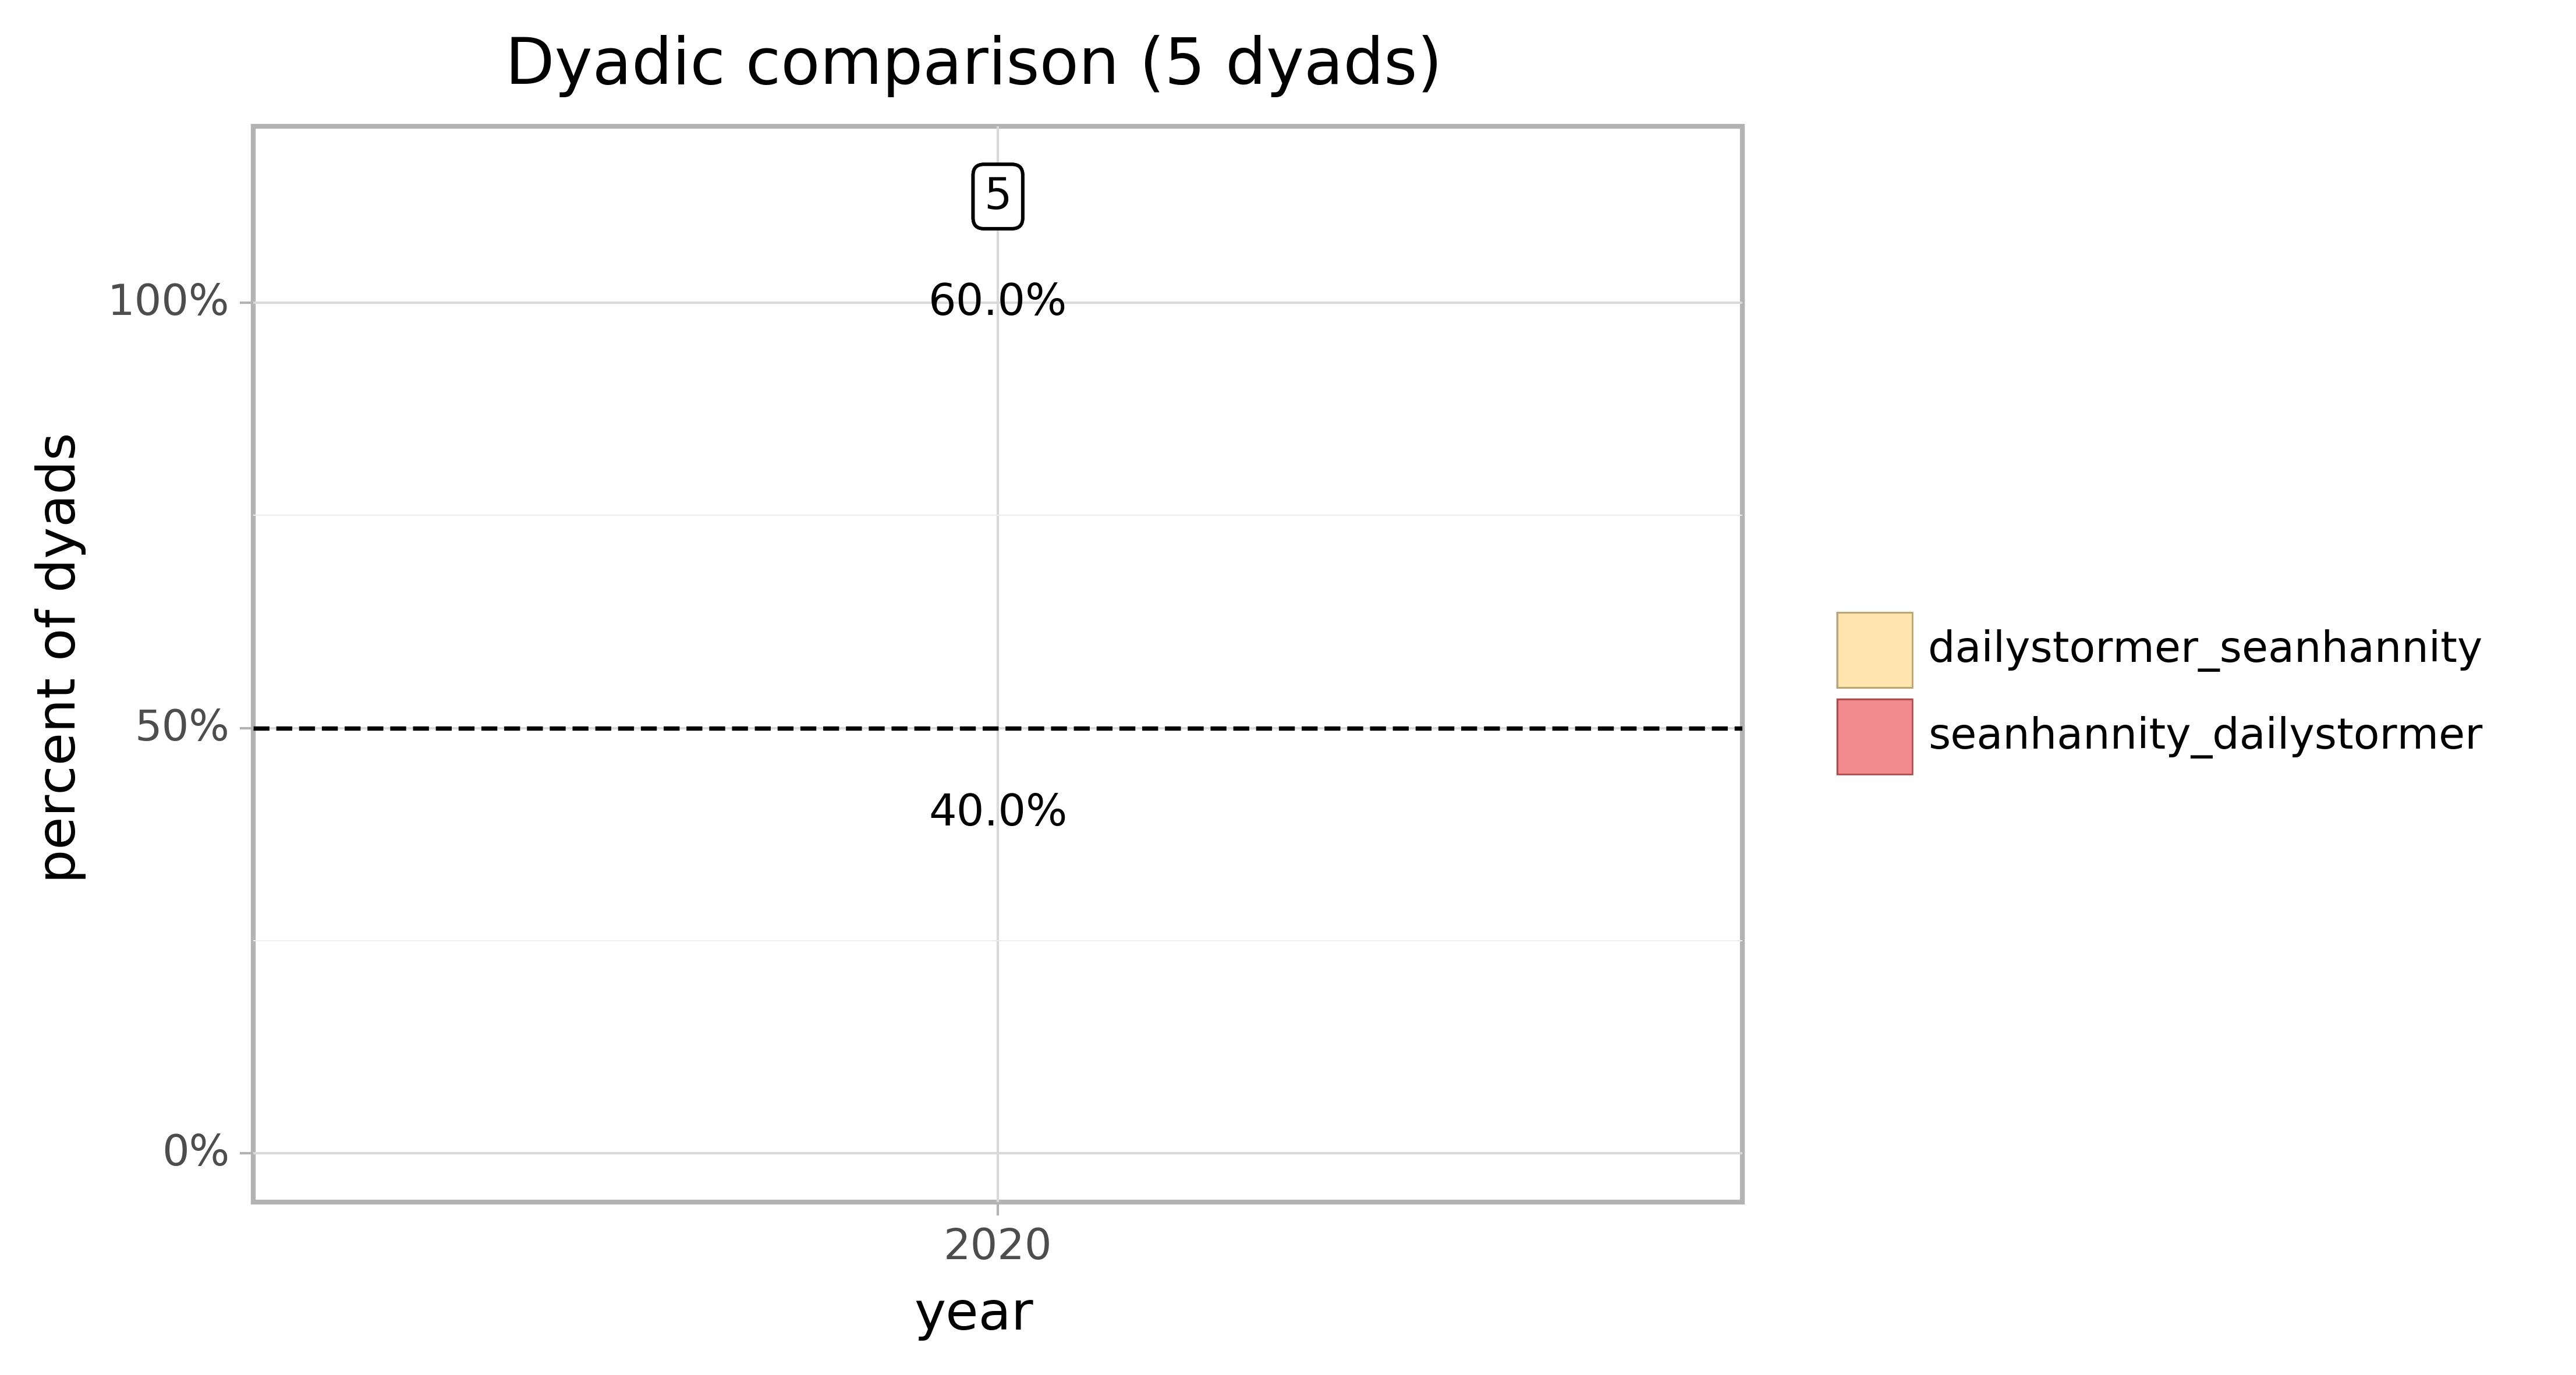 Dyadic comparison (5 dyads)
5
60.0%
40.0%
100%
50%
0%
percent of dyads
2020
year
dailystormer_seanhannity
seanhannity_dailystormer